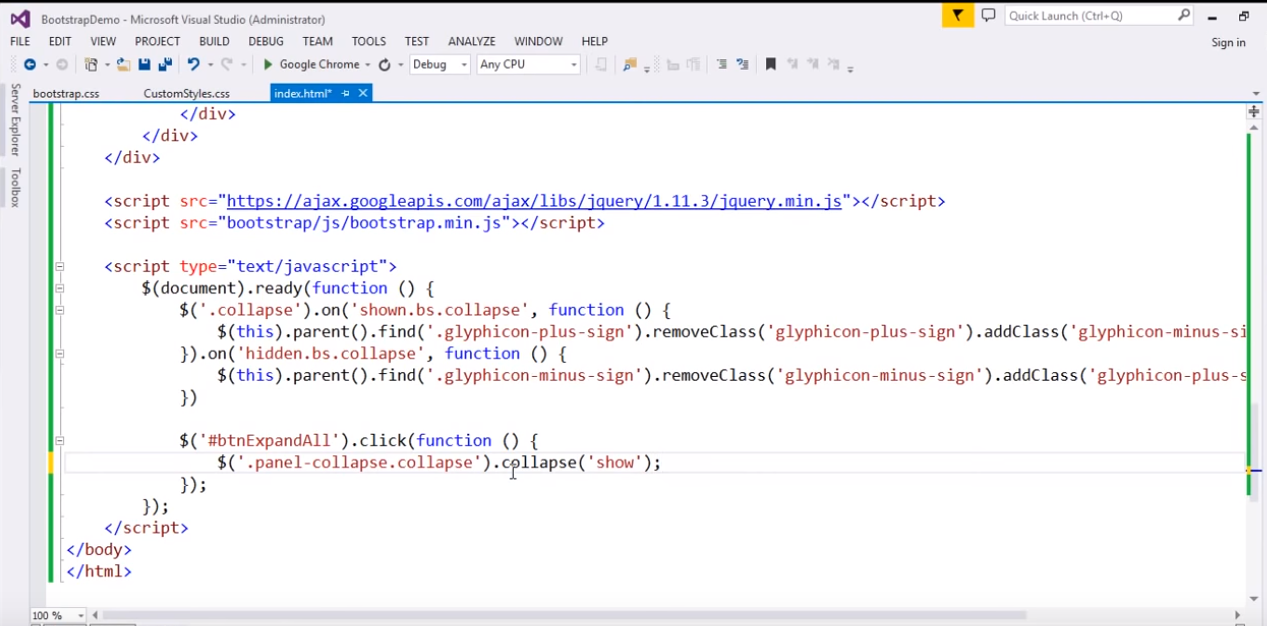 BootstrapDemo - Microsoft Visual Studio (Administrator)
Quick Launch (Ctrl+Q)
FILE EDIT VIEW PROJECT BUILD DEBUG TEAM TOOLS TEST ANALYZE WINDOW HELP
Sign in
Google Chrome Debug Any CPU
Server Explorer
Toolbox
bootstrap.css CustomStyles.css index.html*
</div>
</div>
</div>
<script src="https://ajax.googleapis.com/ajax/libs/jquery/1.11.3/jquery.min.js"></script>
<script src="bootstrap/js/bootstrap.min.js"></script>
<script type="text/javascript">
$(document).ready(function () {
$('.collapse').on('shown.bs.collapse', function () {
$(this).parent().find('.glyphicon-plus-sign').removeClass('glyphicon-plus-sign').addClass('glyphicon-minus-si
}).on('hidden.bs.collapse', function () {
$(this).parent().find('.glyphicon-minus-sign').removeClass('glyphicon-minus-sign').addClass('glyphicon-plus-s
})
$('#btnExpandAll').click(function () {
$('.panel-collapse.collapse').collapse('show');
});
});
</script>
</body>
</html>
100 %